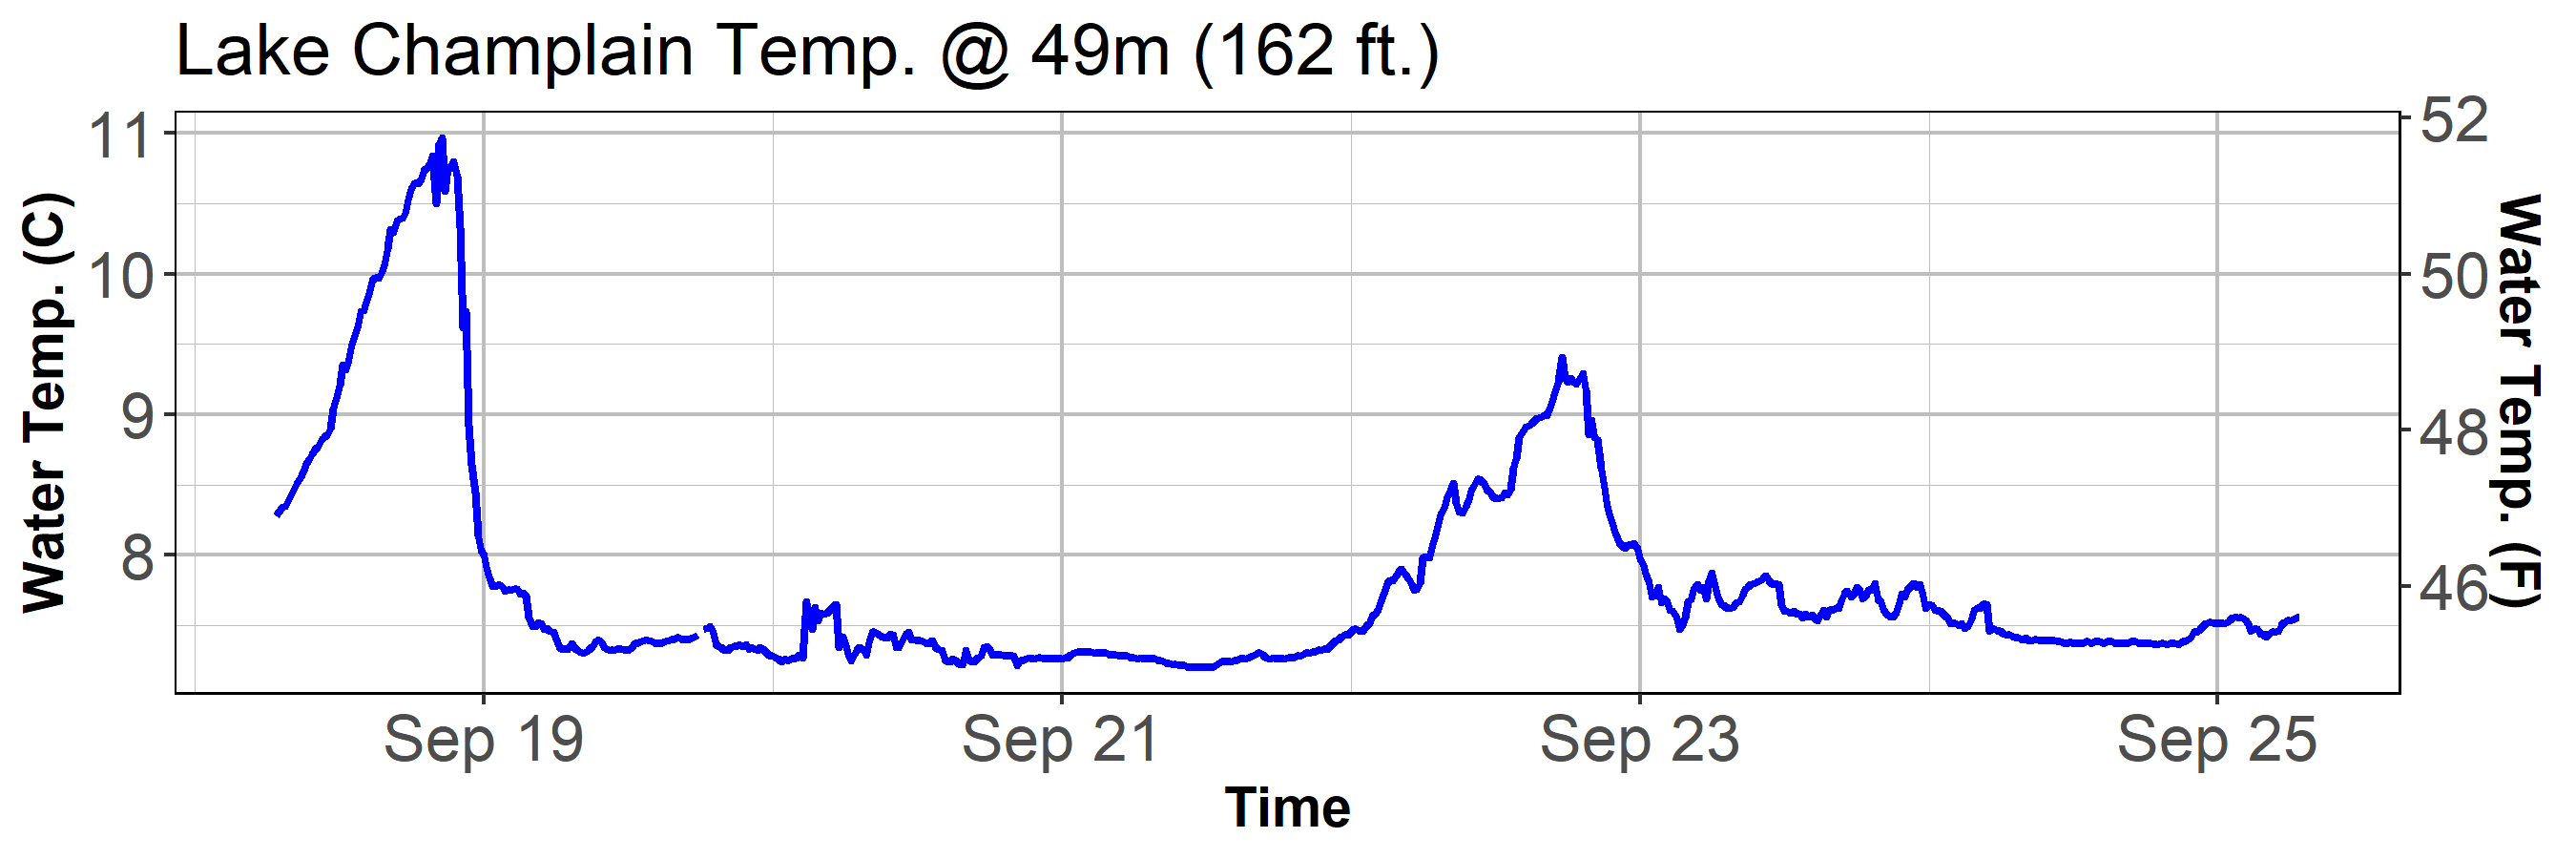 Lake Champlain Temp. @ 49m (162 ft.)
Water Temp. (C)
11
10
9
8
52
50
48
46
Water Temp. (F)
Sep 19
Sep 21
Sep 23
Sep 25
Time